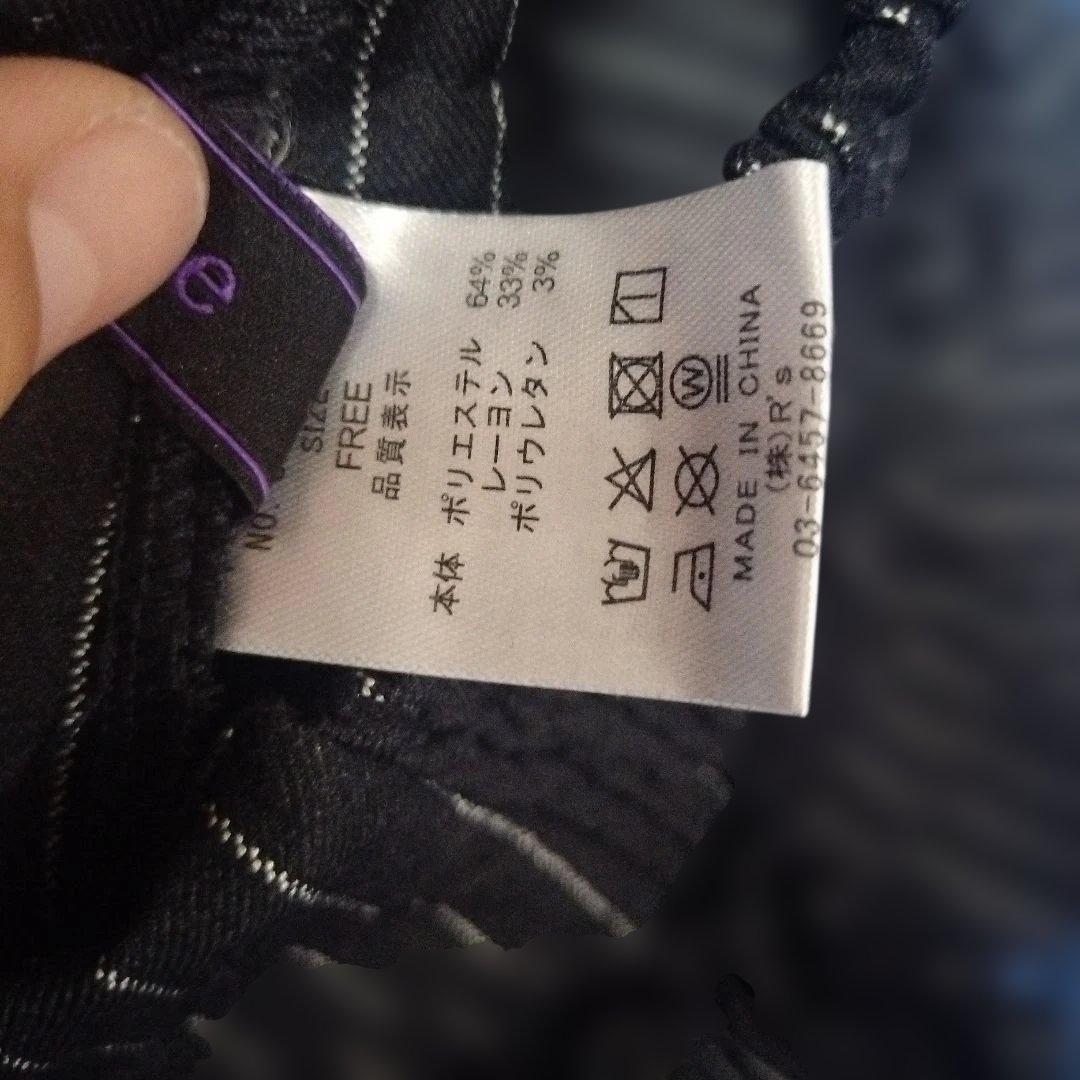 e
NO.
SIZE
FREE
品質表示
本体 ポリエステル 64%
レーヨン 33%
ポリウレタン 3%
W
MADE IN CHINA
(株)R's
03-6457-8669